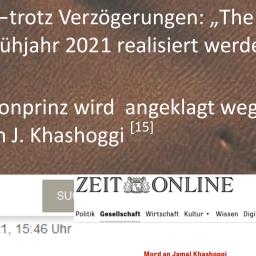 –trotz Verzögerungen: „The
ühjahr 2021 realisiert werde
onprinz wird angeklagt weg
n J. Khashoggi [15]
SU
ZEIT ONLINE
Politik Gesellschaft Wirtschaft Kultur Wissen Digi
1, 15:46 Uhr
Mord an Jamal Khashoggi